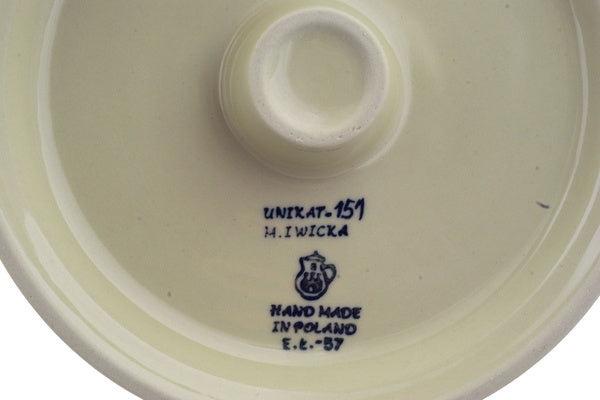 UNIKAT-151
M.IWICKA
HAND MADE
IN POLAND
E.Ł.-57